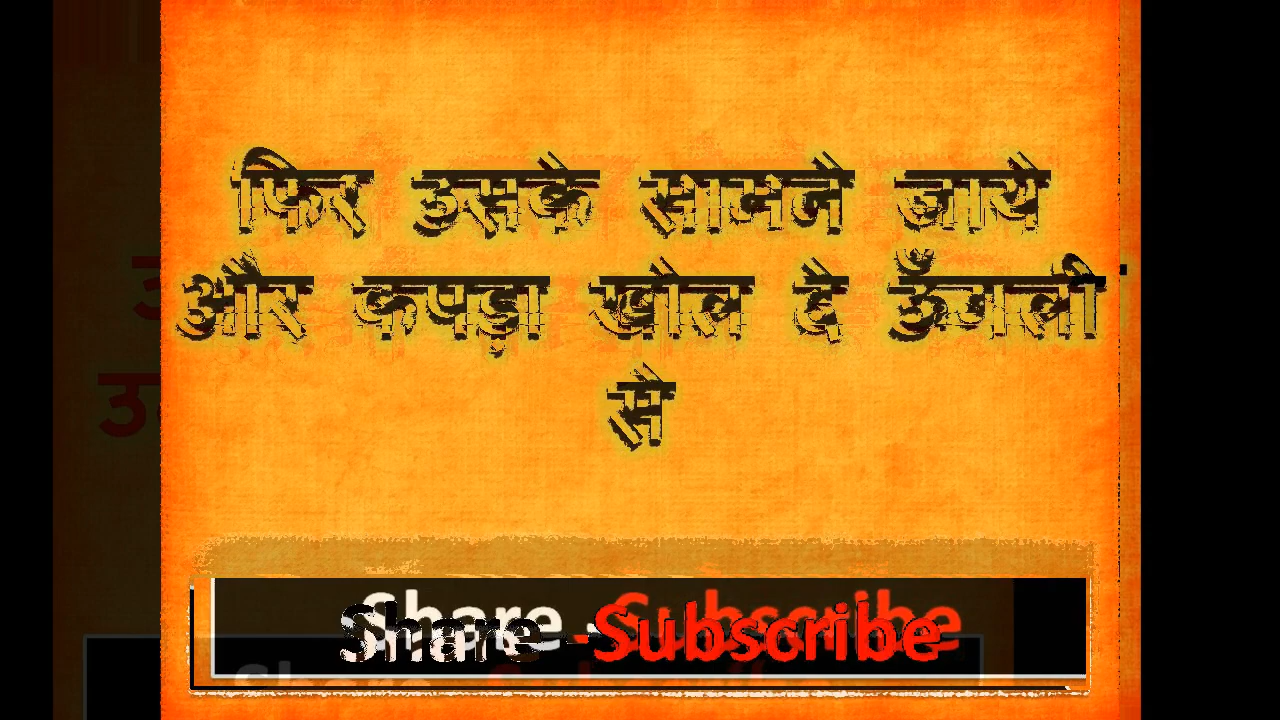 फिर उसके सामने जाये
और कपड़ा खोल दे ऊँगली
से
Share -Subscribe